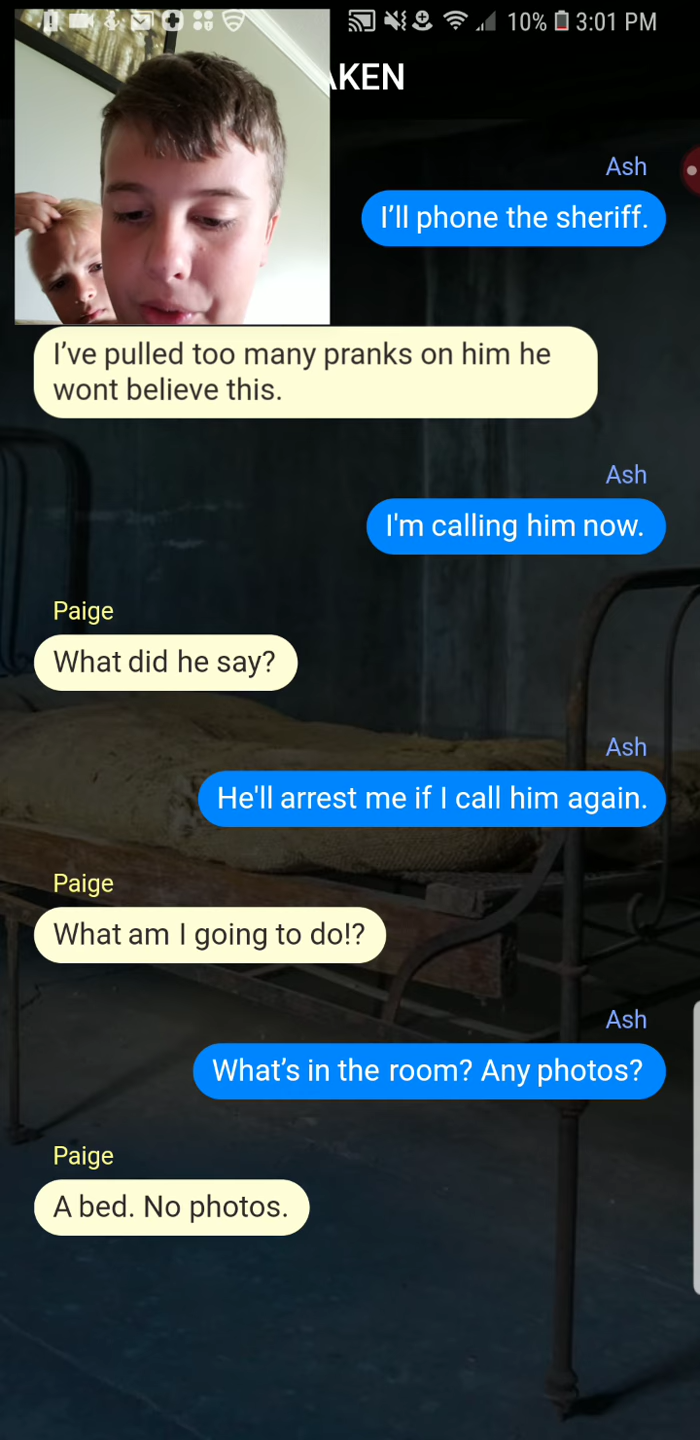 10% 3:01 PM
AKEN
Ash
I'll phone the sheriff.
I've pulled too many pranks on him he
wont believe this.
Ash
I'm calling him now.
Paige
What did he say?
Ash
He'll arrest me if I call him again.
Paige
What am I going to do!?
Ash
What's in the room? Any photos?
Paige
A bed. No photos.